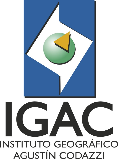 IGAC
INSTITUTO GEOGRÁFICO
AGUSTÍN CODAZZI